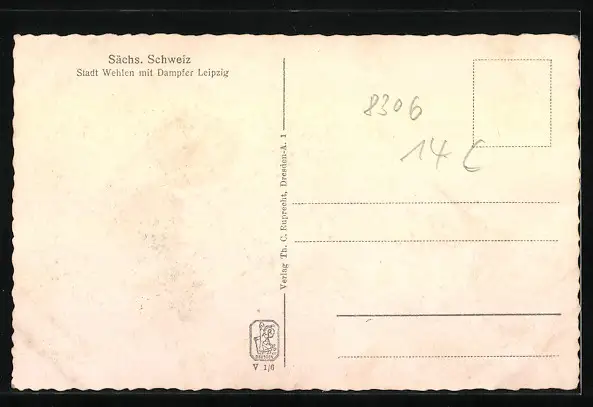 Sächs. Schweiz
Stadt Wehlen mit Dampfer Leipzig
Verlag Th. C. Ruprecht, Dresden-A. 1
V 1/6
8306
14 C